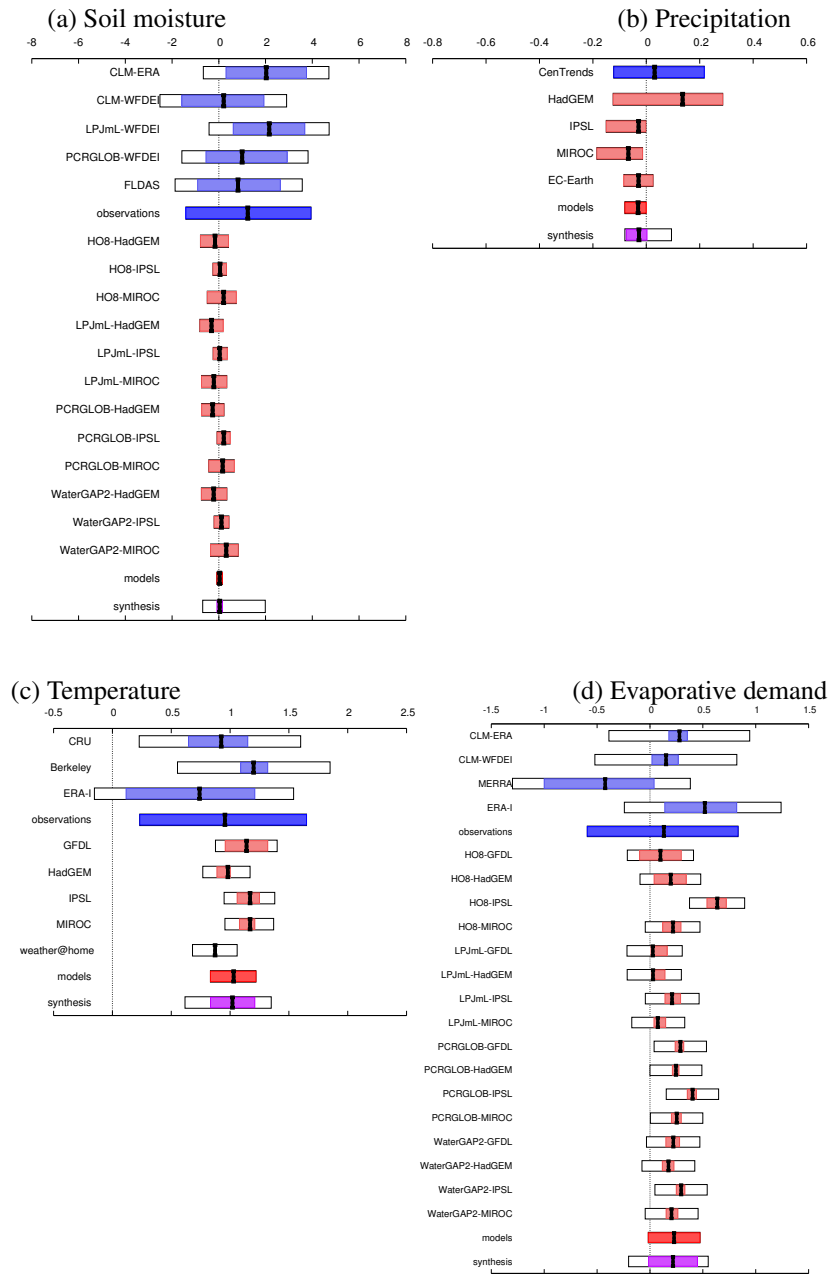 (a) Soil moisture
-8 -6 -4 -2 0 2 4 6 8
CLM-ERA
CLM-WFDEI
LPJmL-WFDEI
PCRGLOB-WFDEI
FLDAS
observations
HO8-HadGEM
HO8-IPSL
HO8-MIROC
LPJmL-HadGEM
LPJmL-IPSL
LPJmL-MIROC
PCRGLOB-HadGEM
PCRGLOB-IPSL
PCRGLOB-MIROC
WaterGAP2-HadGEM
WaterGAP2-IPSL
WaterGAP2-MIROC
models
synthesis
(b) Precipitation
-0.8 -0.6 -0.4 -0.2 0 0.2 0.4 0.6
CenTrends
HadGEM
IPSL
MIROC
EC-Earth
models
synthesis
(c) Temperature
-0.5 0 0.5 1 1.5 2 2.5
CRU
Berkeley
ERA-I
observations
GFDL
HadGEM
IPSL
MIROC
weather@home
models
synthesis
(d) Evaporative demand
-1.5 -1 -0.5 0 0.5 1 1.5
CLM-ERA
CLM-WFDEI
MERRA
ERA-I
observations
HO8-GFDL
HO8-HadGEM
HO8-IPSL
HO8-MIROC
LPJmL-GFDL
LPJmL-HadGEM
LPJmL-IPSL
LPJmL-MIROC
PCRGLOB-GFDL
PCRGLOB-HadGEM
PCRGLOB-IPSL
PCRGLOB-MIROC
WaterGAP2-GFDL
WaterGAP2-HadGEM
WaterGAP2-IPSL
WaterGAP2-MIROC
models
synthesis